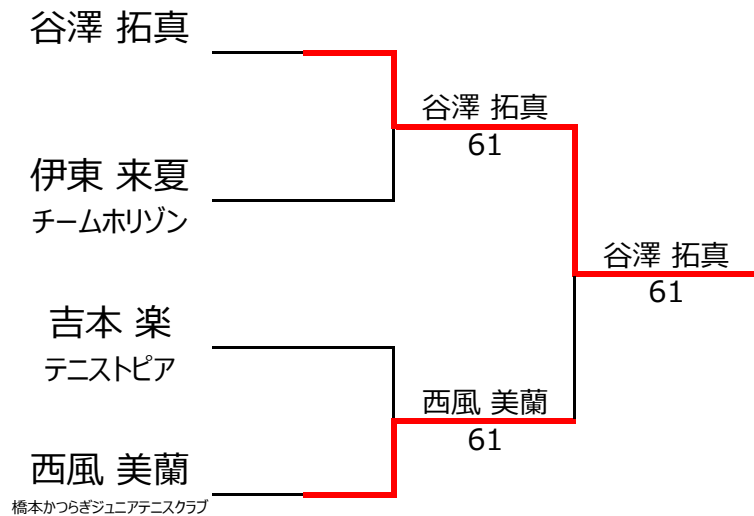 谷澤 拓真
伊東 来夏
チームホリゾン
吉本 楽
テニストピア
西風 美蘭
橋本かつらぎジュニアテニスクラブ
谷澤 拓真
61
西風 美蘭
61
谷澤 拓真
61